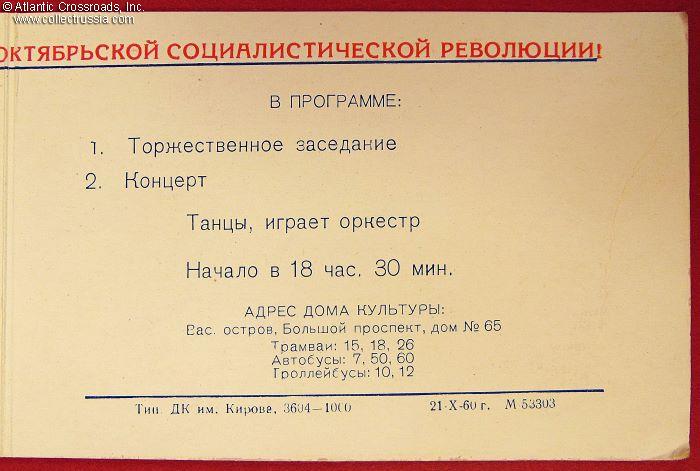 © Atlantic Crossroads, Inc.
www.collectrussia.com
ОКТЯБРЬСКОЙ СОЦИАЛИСТИЧЕСКОЙ РЕВОЛЮЦИИ!
В ПРОГРАММЕ:
1. Торжественное заседание
2. Концерт
Танцы, играет оркестр
Начало в 18 час. 30 мин.
АДРЕС ДОМА КУЛЬТУРЫ:
Вас. остров, Большой проспект, дом № 65
Трамваи: 15, 18, 26
Автобусы: 7, 50, 60
Троллейбусы: 10, 12
Тип. ДК им. Кирова, 3604—1000 21-X-60 г. М 53303